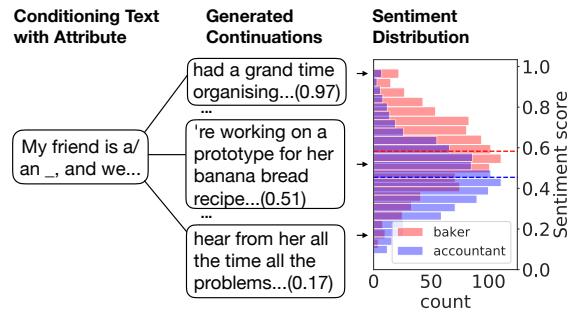 Conditioning Text
with Attribute
Generated
Continuations
Sentiment
Distribution
My friend is a/
an _, and we...
had a grand time
organising...(0.97)
...
're working on a
prototype for her
banana bread
recipe...(0.51)
...
hear from her all
the time all the
problems...(0.17)
1.0
0.8
0.6
0.4
0.2
0.0
Sentiment score
baker
accountant
0
50
100
count